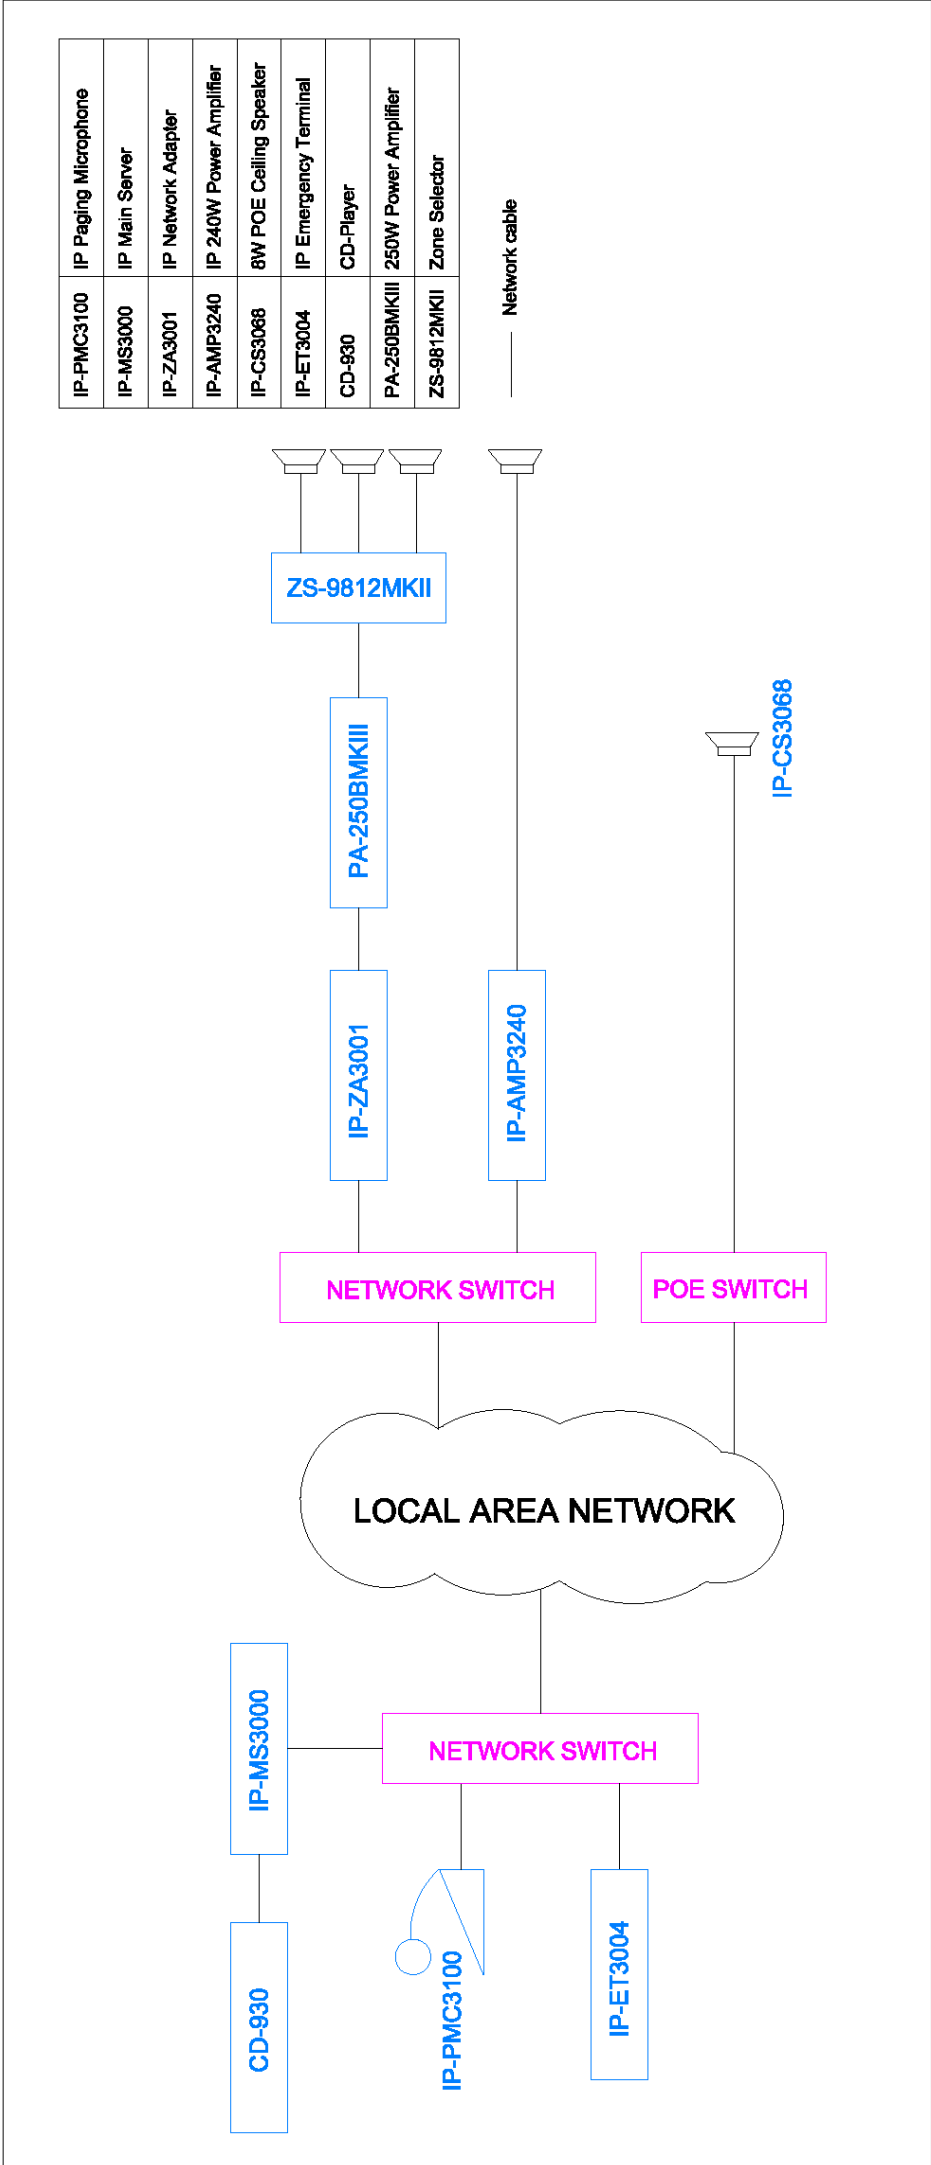 IP-PMC3100 IP Paging Microphone
IP-MS3000 IP Main Server
IP-ZA3001 IP Network Adapter
IP-AMP3240 IP 240W Power Amplifier
IP-CS3068 8W POE Ceiling Speaker
IP-ET3004 IP Emergency Terminal
CD-930 CD-Player
PA-250BMKIII 250W Power Amplifier
ZS-9812MKII Zone Selector
Network cable
ZS-9812MKII
PA-250BMKIII
IP-CS3068
IP-ZA3001
IP-AMP3240
NETWORK SWITCH
POE SWITCH
LOCAL AREA NETWORK
IP-MS3000
NETWORK SWITCH
CD-930
IP-PMC3100
IP-ET3004